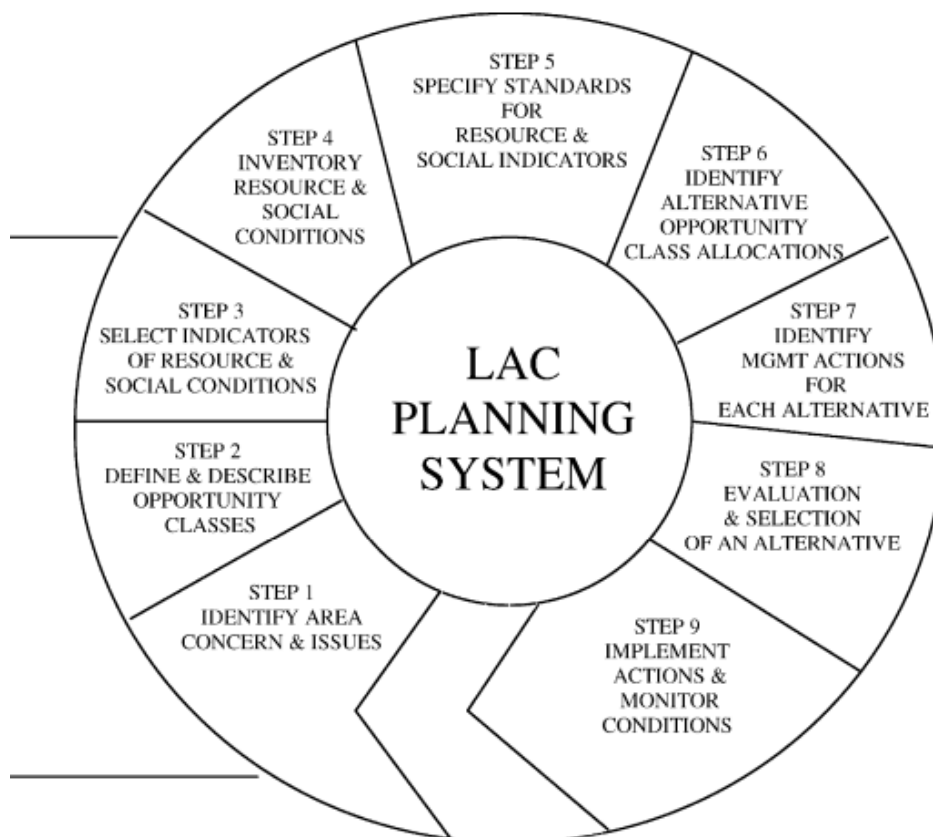 STEP 5
SPECIFY STANDARDS
FOR
RESOURCE &
SOCIAL INDICATORS
STEP 4
INVENTORY
RESOURCE &
SOCIAL
CONDITIONS
STEP 6
IDENTIFY
ALTERNATIVE
OPPORTUNITY
CLASS ALLOCATIONS
STEP 3
SELECT INDICATORS
OF RESOURCE &
SOCIAL CONDITIONS
STEP 7
IDENTIFY
MGMT ACTIONS
FOR
EACH ALTERNATIVE
LAC
PLANNING
SYSTEM
STEP 2
DEFINE & DESCRIBE
OPPORTUNITY
CLASSES
STEP 8
EVALUATION
& SELECTION
OF AN ALTERNATIVE
STEP 1
IDENTIFY AREA
CONCERN & ISSUES
STEP 9
IMPLEMENT
ACTIONS &
MONITOR
CONDITIONS